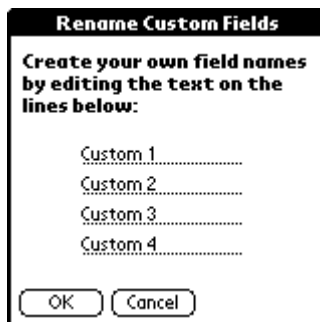 Rename Custom Fields
Create your own field names
by editing the text on the
lines below:
Custom 1
Custom 2
Custom 3
Custom 4
OK Cancel